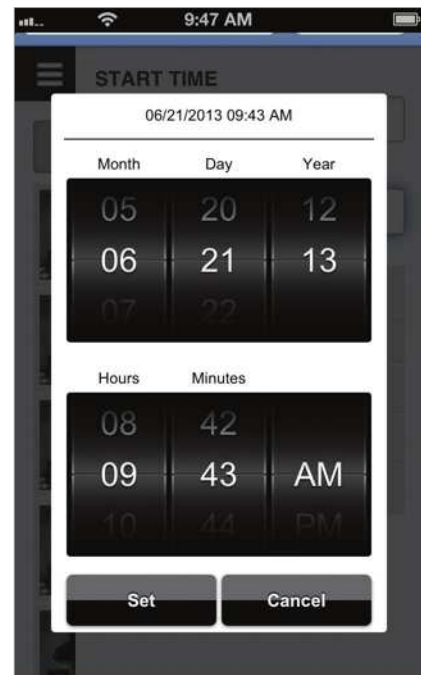 9:47 AM
START TIME
06/21/2013 09:43 AM
Month Day Year
05 20 12
06 21 13
07 22
Hours Minutes
08 42
09 43 AM
10 44 PM
Set Cancel